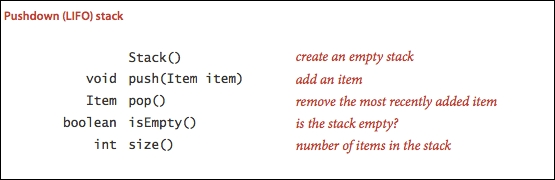 Pushdown (LIFO) stack
Stack() create an empty stack
void push(Item item) add an item
Item pop() remove the most recently added item
boolean isEmpty() is the stack empty?
int size() number of items in the stack